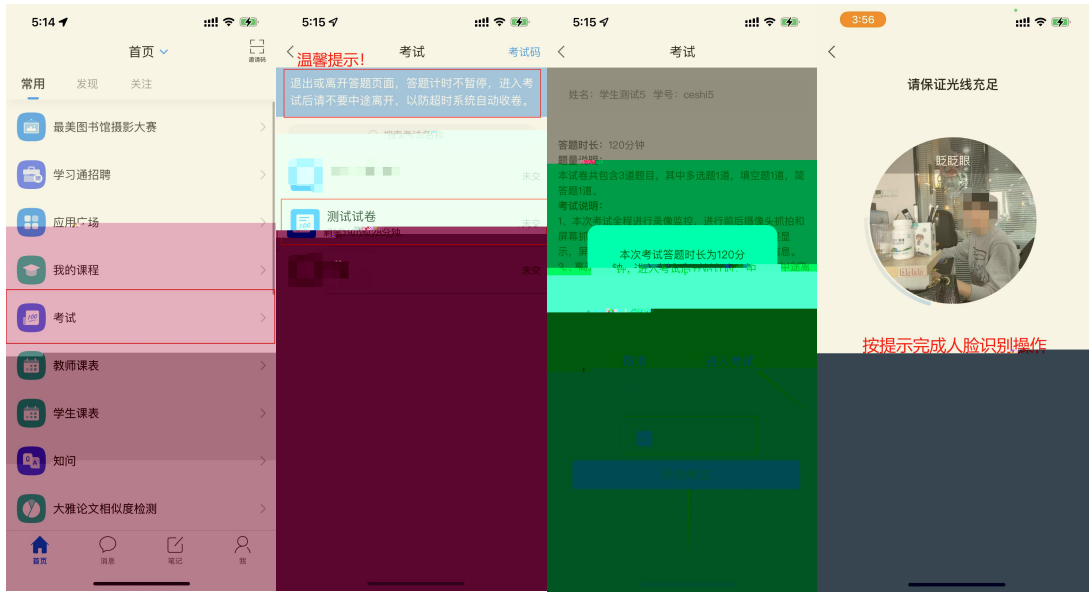 5:14
首页
邀请码
常用
发现
关注
最美图书馆摄影大赛
学习通招聘
应用广场
我的课程
考试
教师课表
学生课表
知问
大雅论文相似度检测
首页
消息
笔记
我
5:15
考试
考试码
温馨提示!
退出或离开答题页面，答题计时不暂停，进入考
试后请不要中途离开，以防超时系统自动收卷。
未交
测试试卷
未交
未交
5:15
考试
姓名：学生测试5 学号：ceshi5
答题时长：120分钟
题量说明：
本试卷共包含3道题目，其中多选题1道，填空题1道，简
答题1道。
考试说明：
1、本次考试全程进行录像监控，进行前后摄像头抓拍和
屏幕抓
本次考试答题时长为120分
3:56
请保证光线充足
眨眨眼
按提示完成人脸识别操作